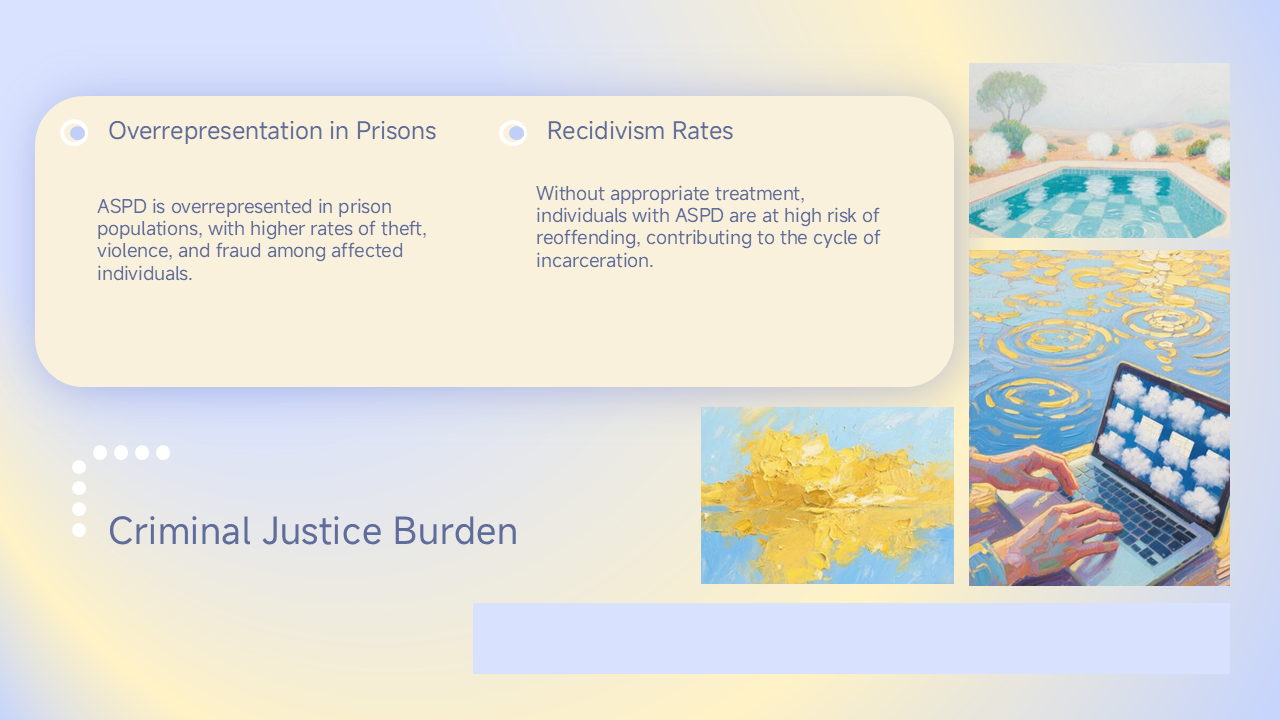 Overrepresentation in Prisons
ASPD is overrepresented in prison
populations, with higher rates of theft,
violence, and fraud among affected
individuals.
Recidivism Rates
Without appropriate treatment,
individuals with ASPD are at high risk of
reoffending, contributing to the cycle of
incarceration.
Criminal Justice Burden